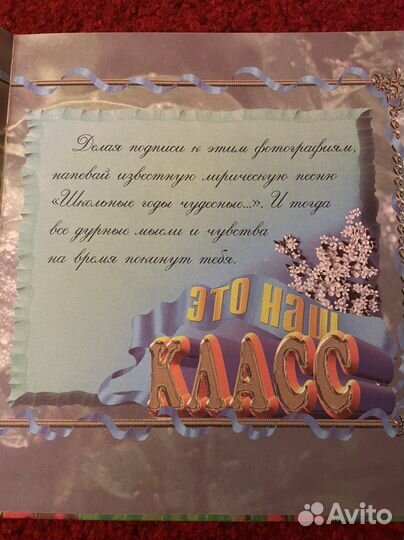 Делая подписи к этим фотографиям,
напевай известную лирическую песню
«Школьные годы чудесные...». И тогда
все дурные мысли и чувства
на время покинут тебя.
ЭТО НАШ
КЛАСС
Avito